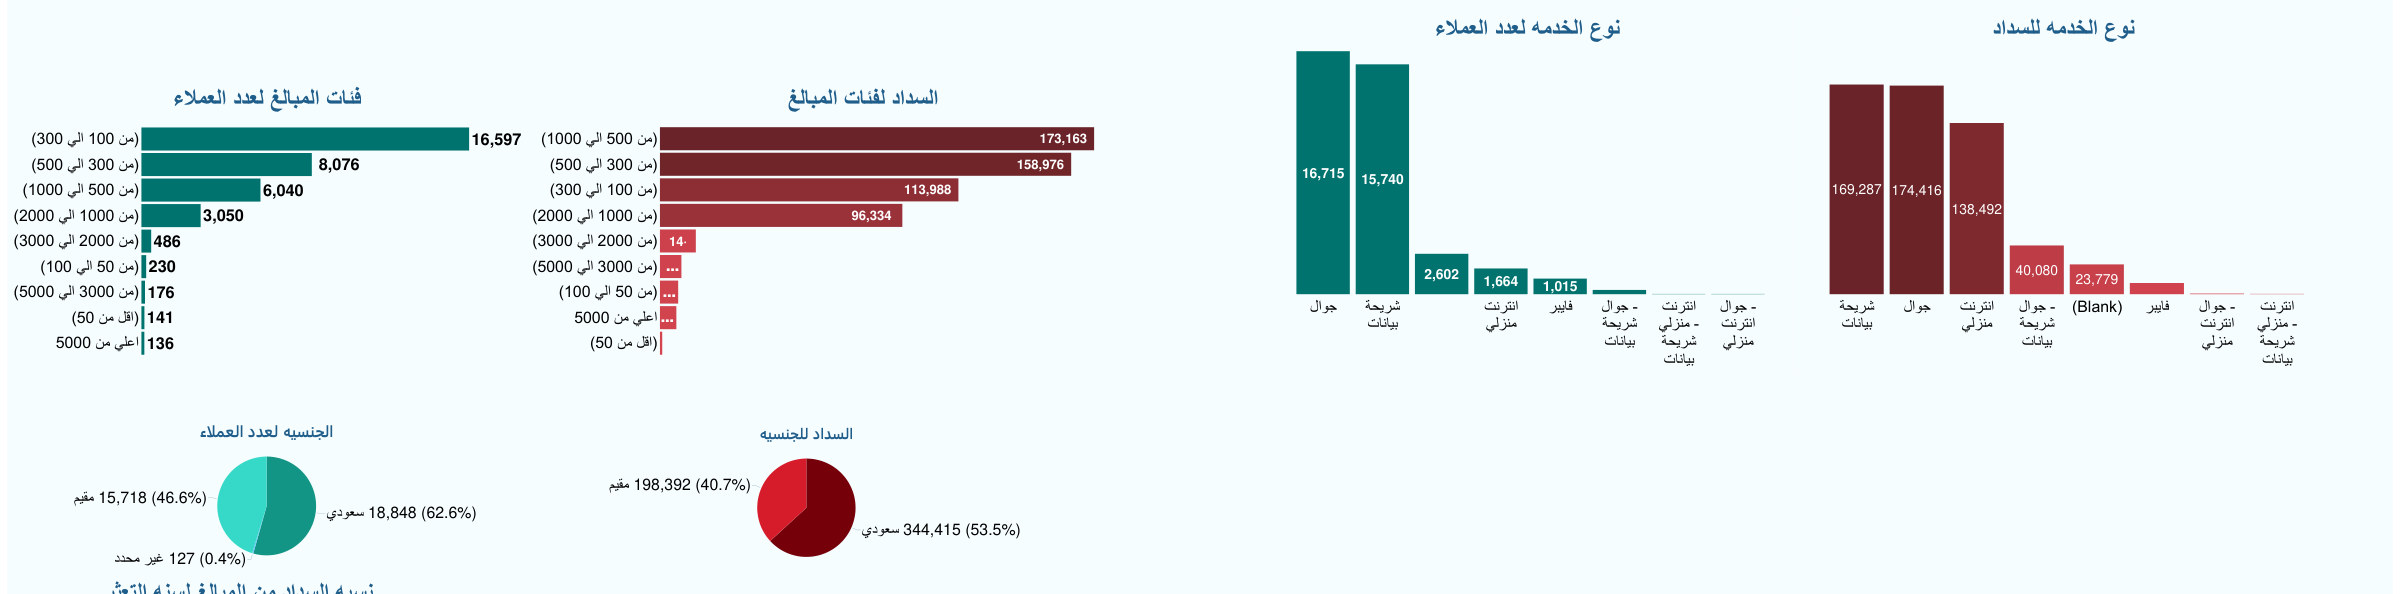 نوع الخدمه للسداد
169,287
174,416
138,492
40,080
23,779
شريحة بيانات
جوال
انترنت منزلي
جوال - شريحة بيانات
(Blank)
فايبر
جوال - انترنت منزلي
انترنت منزلي - شريحة بيانات
نوع الخدمه لعدد العملاء
16,715
15,740
2,602
1,664
1,015
جوال
شريحة بيانات
انترنت منزلي
فايبر
جوال - شريحة بيانات
انترنت منزلي - شريحة بيانات
جوال - انترنت منزلي
السداد لفئات المبالغ
(من 500 الي 1000) 173,163
(من 300 الي 500) 158,976
(من 100 الي 300) 113,988
(من 1000 الي 2000) 96,334
(من 2000 الي 3000) 14
(من 3000 الي 5000) ...
(من 50 الي 100) ...
اعلي من 5000 ...
(اقل من 50)
فئات المبالغ لعدد العملاء
(من 100 الي 300) 16,597
(من 300 الي 500) 8,076
(من 500 الي 1000) 6,040
(من 1000 الي 2000) 3,050
(من 2000 الي 3000) 486
(من 50 الي 100) 230
(من 3000 الي 5000) 176
(اقل من 50) 141
اعلي من 5000 136
السداد للجنسيه
مقيم 198,392 (40.7%)
سعودي 344,415 (53.5%)
الجنسيه لعدد العملاء
مقيم 15,718 (46.6%)
سعودي 18,848 (62.6%)
غير محدد 127 (0.4%)
نسبه السداد من المبالغ لسنه التعثر